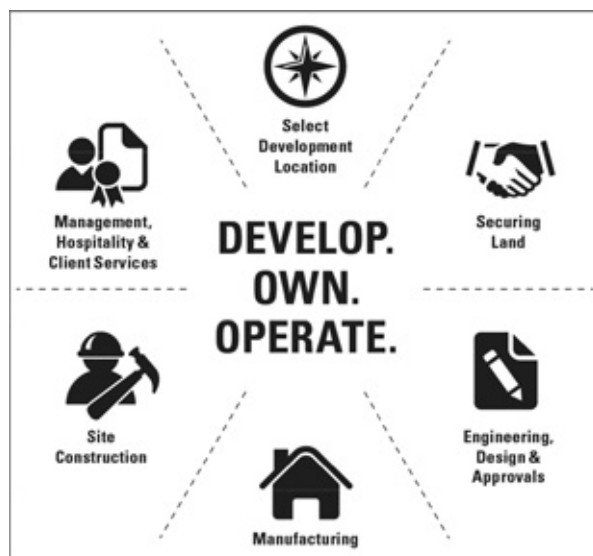 Select
Development
Location
Securing
Land
Engineering,
Design &
Approvals
Manufacturing
Site
Construction
Management,
Hospitality &
Client Services
DEVELOP.
OWN.
OPERATE.